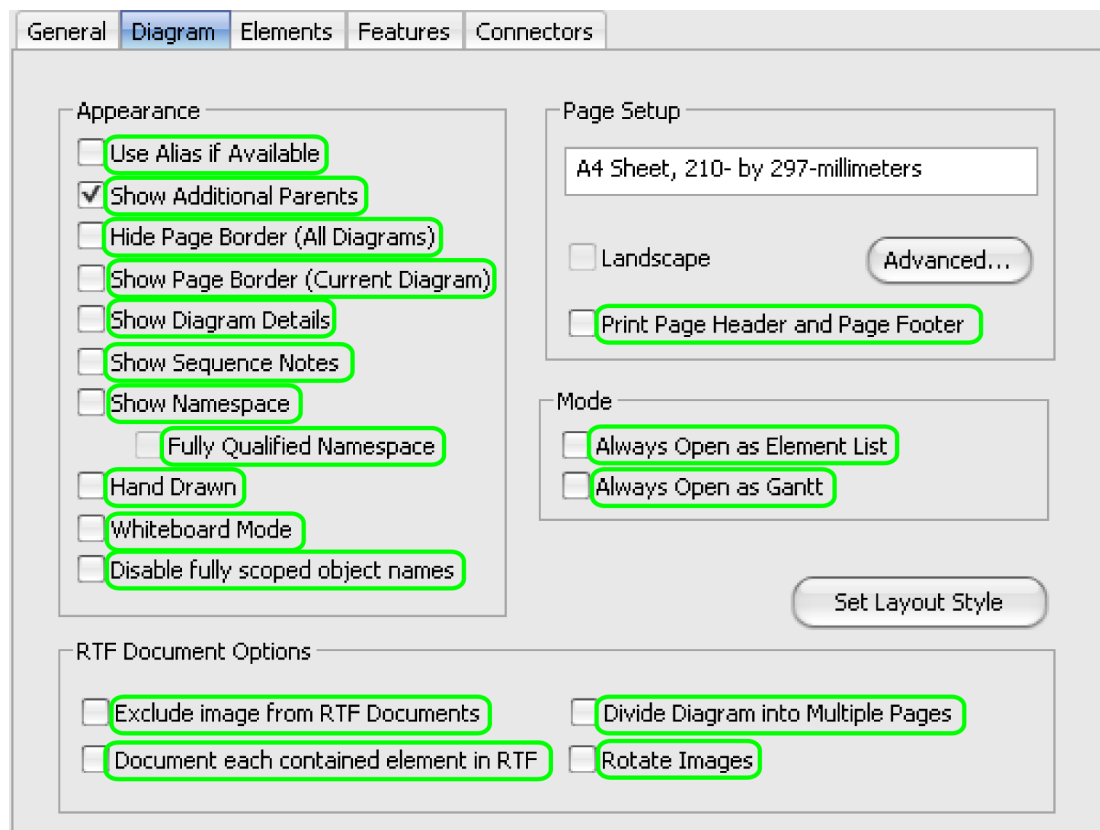 General Diagram Elements Features Connectors
Appearance
Use Alias if Available
Show Additional Parents
Hide Page Border (All Diagrams)
Show Page Border (Current Diagram)
Show Diagram Details
Show Sequence Notes
Show Namespace
Fully Qualified Namespace
Hand Drawn
Whiteboard Mode
Disable fully scoped object names
Page Setup
A4 Sheet, 210- by 297-millimeters
Landscape
Advanced...
Print Page Header and Page Footer
Mode
Always Open as Element List
Always Open as Gantt
Set Layout Style
RTF Document Options
Exclude image from RTF Documents
Document each contained element in RTF
Divide Diagram into Multiple Pages
Rotate Images